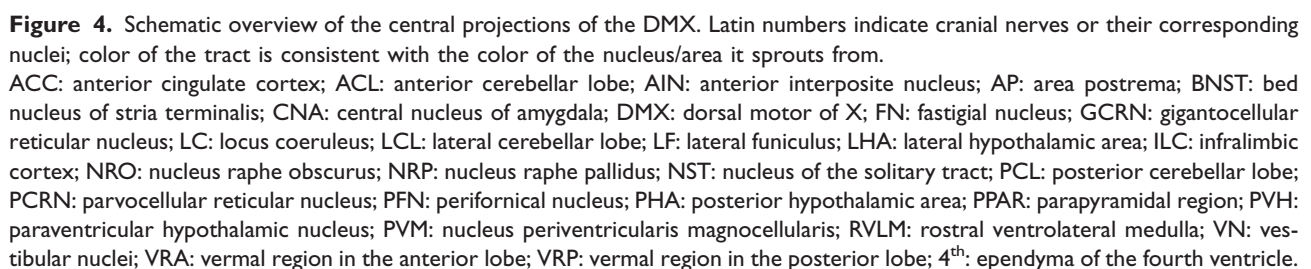 Figure 4. Schematic overview of the central projections of the DMX. Latin numbers indicate cranial nerves or their corresponding
nuclei; color of the tract is consistent with the color of the nucleus/area it sprouts from.
ACC: anterior cingulate cortex; ACL: anterior cerebellar lobe; AIN: anterior interposite nucleus; AP: area postrema; BNST: bed
nucleus of stria terminalis; CNA: central nucleus of amygdala; DMX: dorsal motor of X; FN: fastigial nucleus; GCRN: gigantocellular
reticular nucleus; LC: locus coeruleus; LCL: lateral cerebellar lobe; LF: lateral funiculus; LHA: lateral hypothalamic area; ILC: infralimbic
cortex; NRO: nucleus raphe obscurus; NRP: nucleus raphe pallidus; NST: nucleus of the solitary tract; PCL: posterior cerebellar lobe;
PCRN: parvocellular reticular nucleus; PFN: perifornical nucleus; PHA: posterior hypothalamic area; PPAR: parapyramidal region; PVH:
paraventricular hypothalamic nucleus; PVM: nucleus periventricularis magnocellularis; RVLM: rostral ventrolateral medulla; VN: ves-
tibular nuclei; VRA: vermal region in the anterior lobe; VRP: vermal region in the posterior lobe; 4th: ependyma of the fourth ventricle.